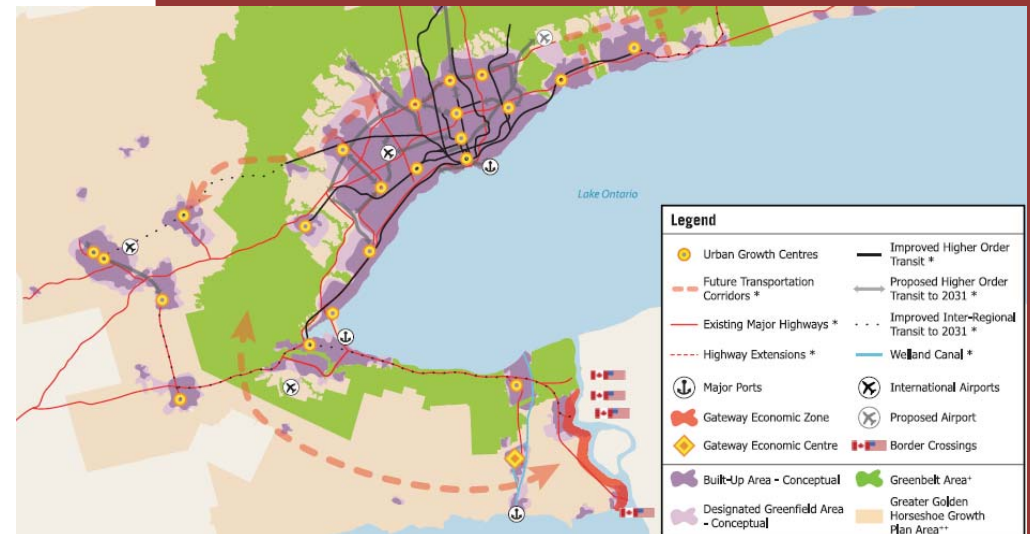 Lake Ontario
Legend
Urban Growth Centres
Future Transportation
Corridors *
Existing Major Highways *
Highway Extensions *
Major Ports
Gateway Economic Zone
Gateway Economic Centre
Built-Up Area - Conceptual
Designated Greenfield Area
- Conceptual
Improved Higher Order
Transit *
Proposed Higher Order
Transit to 2031 *
Improved Inter-Regional
Transit to 2031 *
Welland Canal *
International Airports
Proposed Airport
Border Crossings
Greenbelt Area+
Greater Golden
Horseshoe Growth
Plan Area++